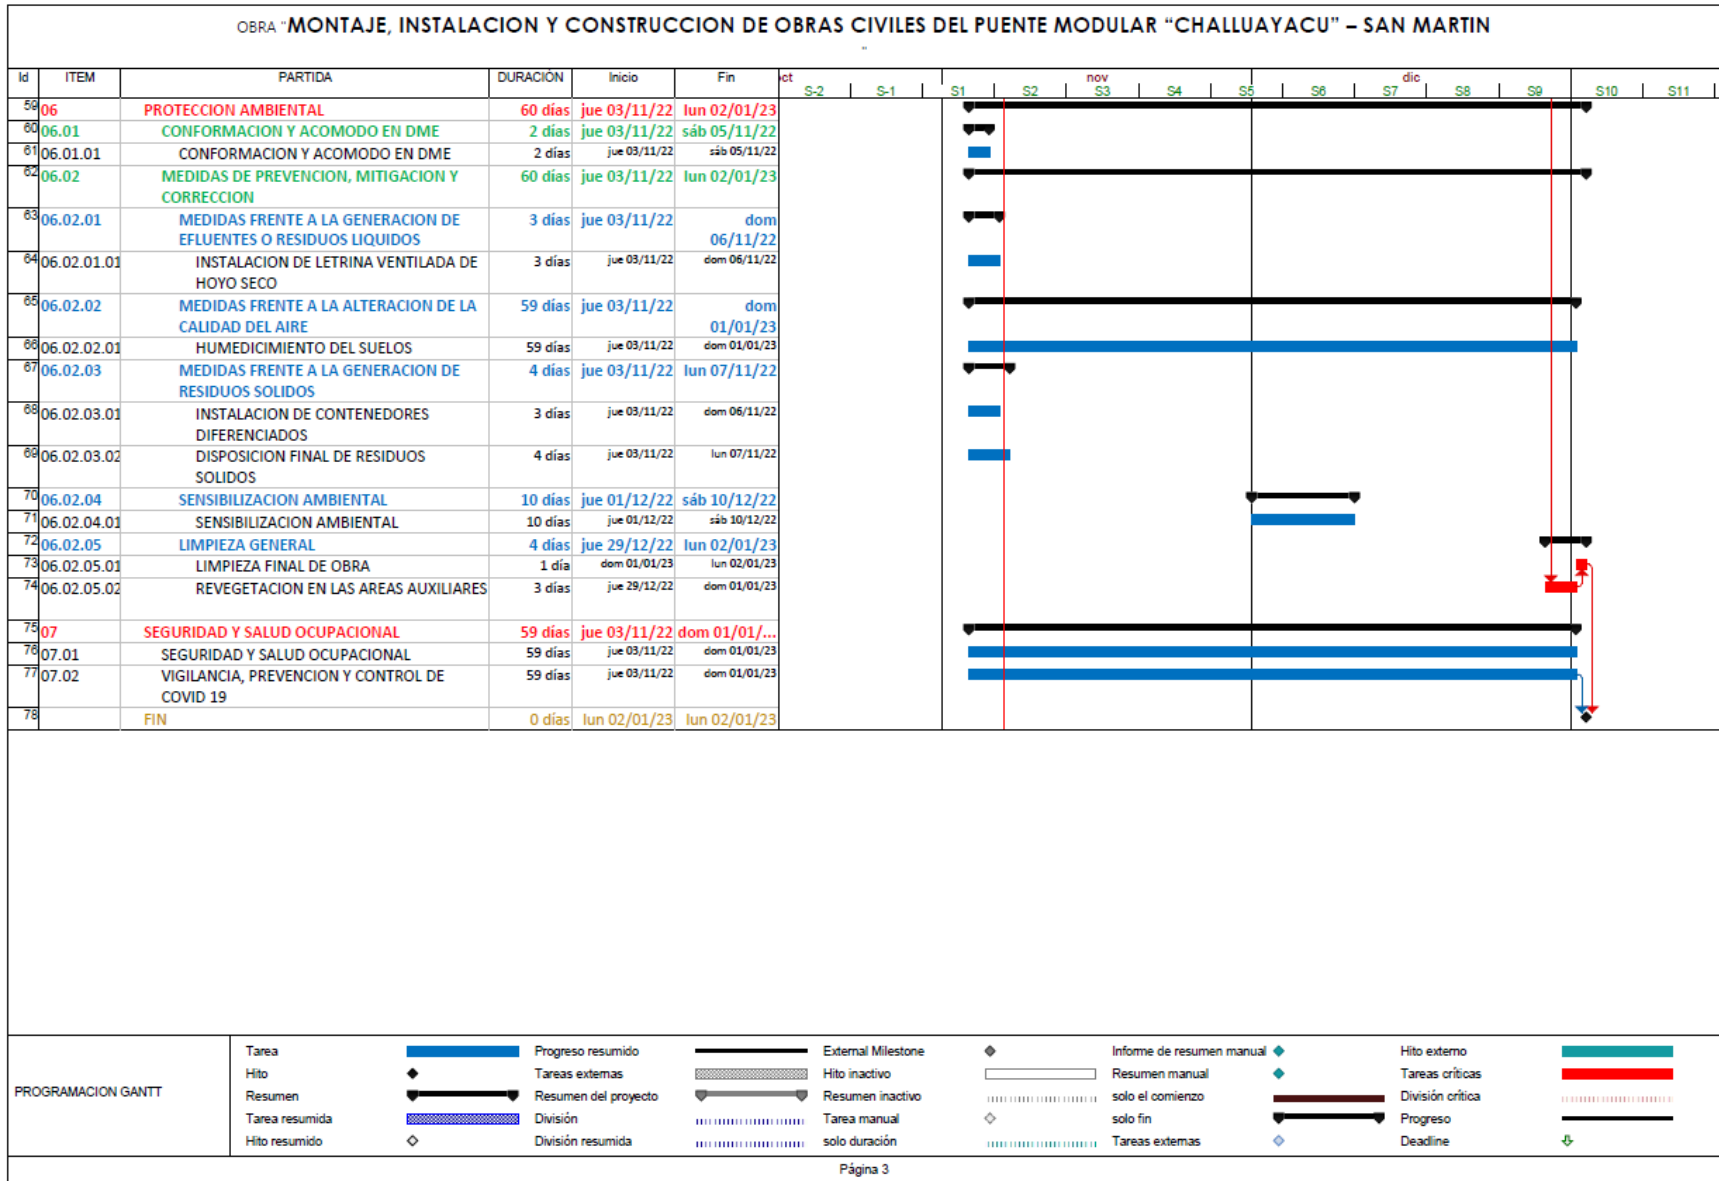 OBRA "MONTAJE, INSTALACION Y CONSTRUCCION DE OBRAS CIVILES DEL PUENTE MODULAR “CHALLUAYACU” – SAN MARTIN
"
Id ITEM PARTIDA DURACIÓN Inicio Fin oct nov dic
S-2 S-1 S1 S2 S3 S4 S5 S6 S7 S8 S9 S10 S11
59 06 PROTECCION AMBIENTAL 60 días jue 03/11/22 lun 02/01/23
60 06.01 CONFORMACION Y ACOMODO EN DME 2 días jue 03/11/22 sáb 05/11/22
61 06.01.01 CONFORMACION Y ACOMODO EN DME 2 días jue 03/11/22 sáb 05/11/22
62 06.02 MEDIDAS DE PREVENCION, MITIGACION Y 60 días jue 03/11/22 lun 02/01/23
CORRECCION
63 06.02.01 MEDIDAS FRENTE A LA GENERACION DE 3 días jue 03/11/22 dom
EFLUENTES O RESIDUOS LIQUIDOS 06/11/22
64 06.02.01.01 INSTALACION DE LETRINA VENTILADA DE 3 días jue 03/11/22 dom 06/11/22
HOYO SECO
65 06.02.02 MEDIDAS FRENTE A LA ALTERACION DE LA 59 días jue 03/11/22 dom
CALIDAD DEL AIRE 01/01/23
66 06.02.02.01 HUMEDICIMIENTO DEL SUELOS 59 días jue 03/11/22 dom 01/01/23
67 06.02.03 MEDIDAS FRENTE A LA GENERACION DE 4 días jue 03/11/22 lun 07/11/22
RESIDUOS SOLIDOS
68 06.02.03.01 INSTALACION DE CONTENEDORES 3 días jue 03/11/22 dom 06/11/22
DIFERENCIADOS
69 06.02.03.02 DISPOSICION FINAL DE RESIDUOS 4 días jue 03/11/22 lun 07/11/22
SOLIDOS
70 06.02.04 SENSIBILIZACION AMBIENTAL 10 días jue 01/12/22 sáb 10/12/22
71 06.02.04.01 SENSIBILIZACION AMBIENTAL 10 días jue 01/12/22 sáb 10/12/22
72 06.02.05 LIMPIEZA GENERAL 4 días jue 29/12/22 lun 02/01/23
73 06.02.05.01 LIMPIEZA FINAL DE OBRA 1 día dom 01/01/23 lun 02/01/23
74 06.02.05.02 REVEGETACION EN LAS AREAS AUXILIARES 3 días jue 29/12/22 dom 01/01/23
75 07 SEGURIDAD Y SALUD OCUPACIONAL 59 días jue 03/11/22 dom 01/01/...
76 07.01 SEGURIDAD Y SALUD OCUPACIONAL 59 días jue 03/11/22 dom 01/01/23
77 07.02 VIGILANCIA, PREVENCION Y CONTROL DE 59 días jue 03/11/22 dom 01/01/23
COVID 19
78 FIN 0 días lun 02/01/23 lun 02/01/23
PROGRAMACION GANTT
Tarea Progreso resumido External Milestone Informe de resumen manual Hito externo
Hito Tareas externas Hito inactivo Resumen manual Tareas críticas
Resumen Resumen del proyecto Resumen inactivo solo el comienzo División crítica
Tarea resumida División Tarea manual solo fin Progreso
Hito resumido División resumida solo duración Tareas externas Deadline
Página 3